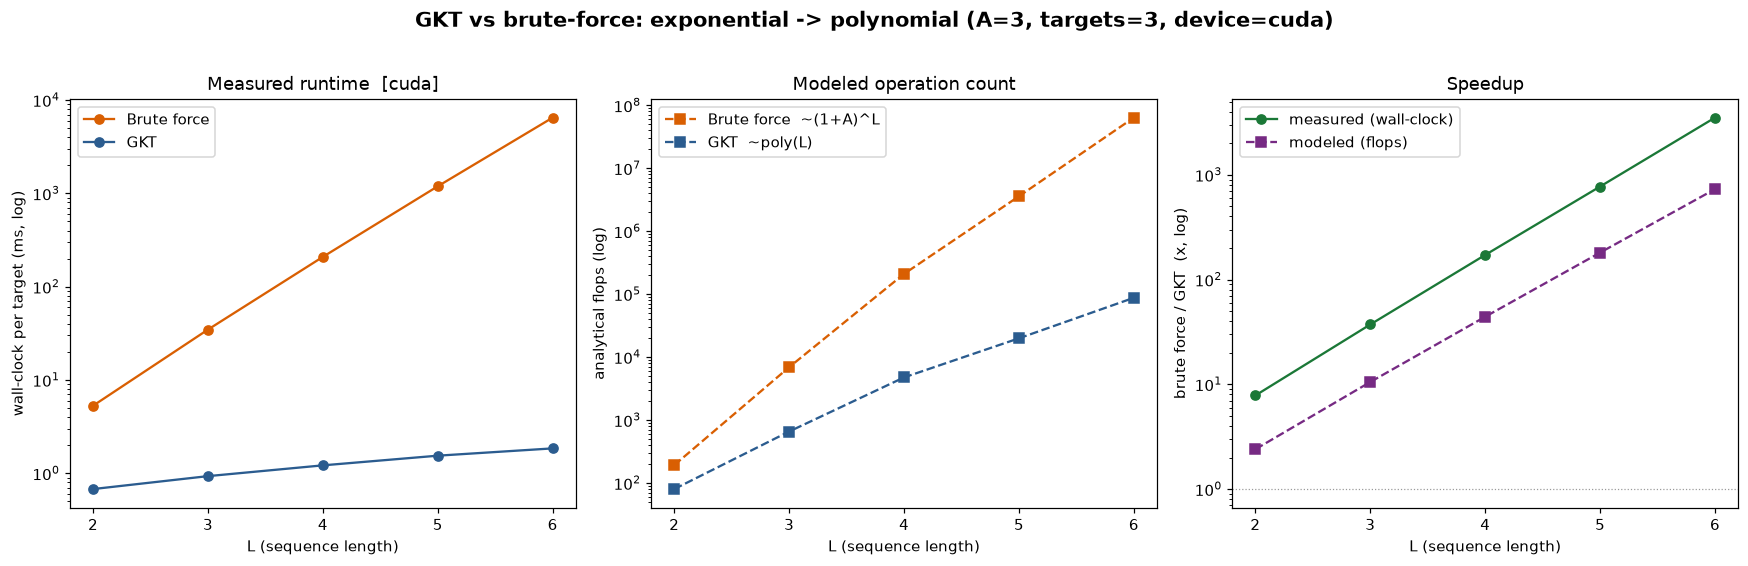 GKT vs brute-force: exponential -> polynomial (A=3, targets=3, device=cuda)
Measured runtime [cuda]
Brute force
GKT
wall-clock per target (ms, log)
10^4
10^3
10^2
10^1
10^0
2 3 4 5 6
L (sequence length)
Modeled operation count
Brute force ~(1+A)^L
GKT ~poly(L)
analytical flops (log)
10^8
10^7
10^6
10^5
10^4
10^3
10^2
2 3 4 5 6
L (sequence length)
Speedup
measured (wall-clock)
modeled (flops)
brute force / GKT (x, log)
10^3
10^2
10^1
10^0
2 3 4 5 6
L (sequence length)